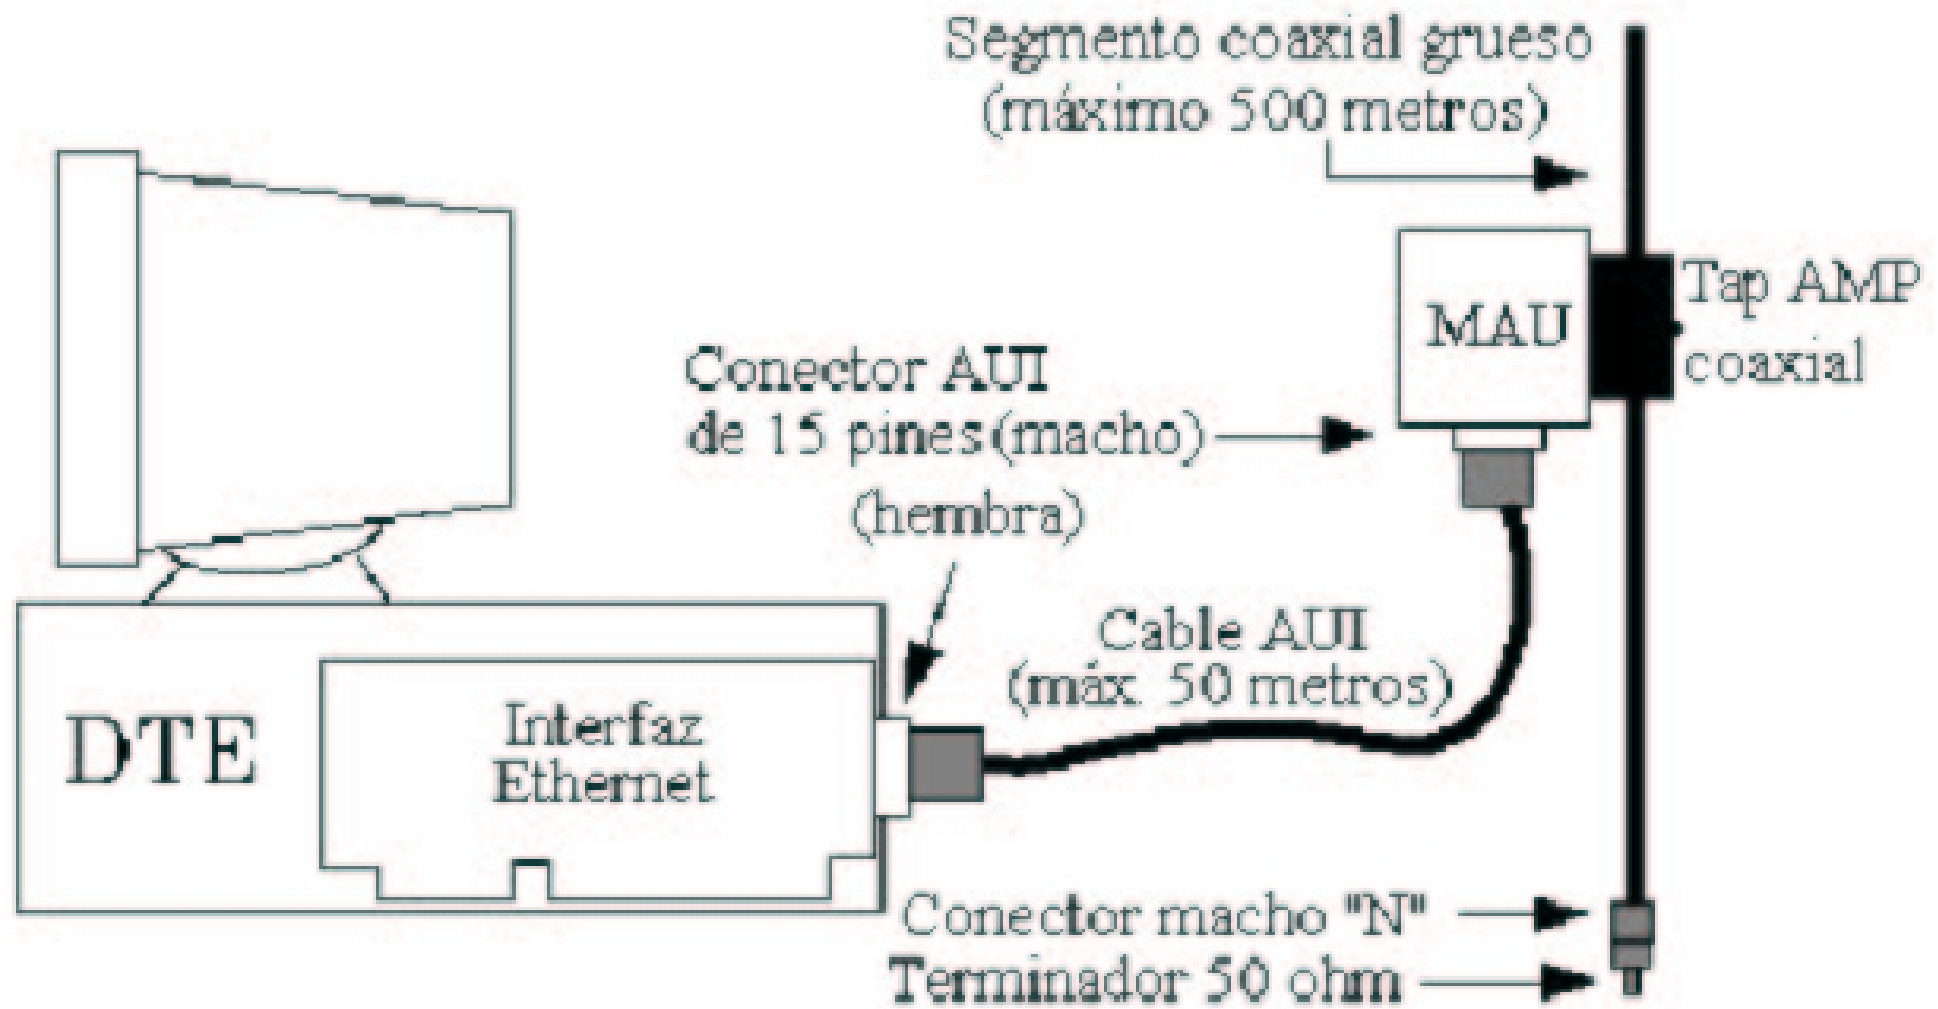 Segmento coaxial grueso
(máximo 500 metros)
Tap AMP
coaxial
MAU
Conector AUI
de 15 pines(macho)
(hembra)
Cable AUI
(máx. 50 metros)
DTE
Interfaz
Ethernet
Conector macho "N"
Terminador 50 ohm